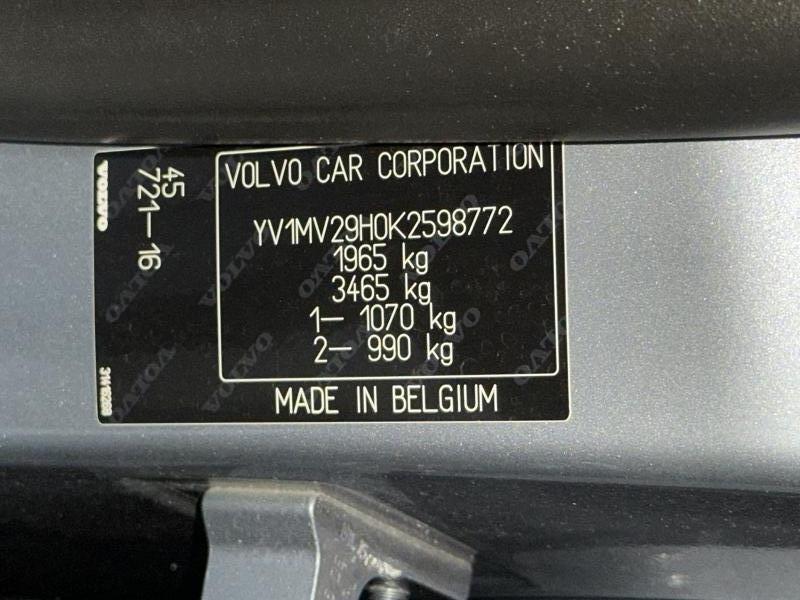 VOLVO CAR CORPORATION
YV1MV29H0K2598772
1965 kg
3465 kg
1— 1070 kg
2— 990 kg
MADE IN BELGIUM
VOLVO
45
721—16